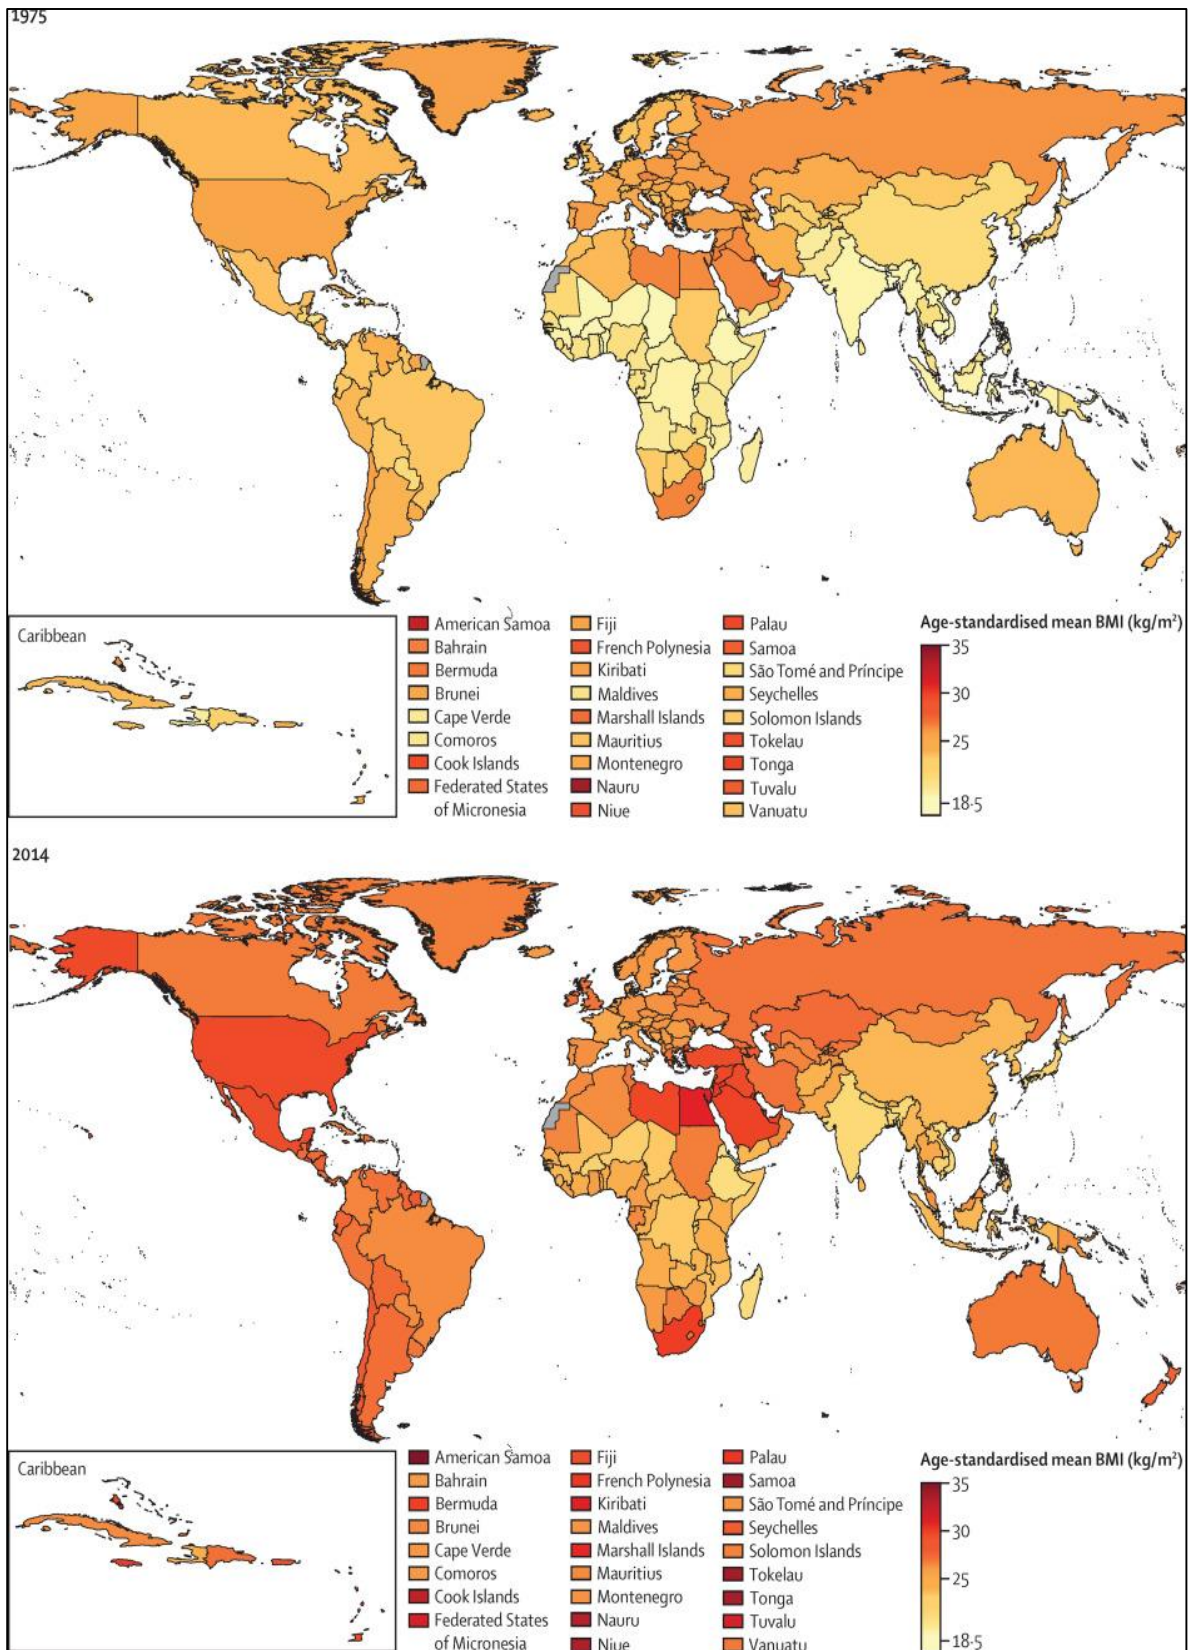 1975
Caribbean
American Samoa
Bahrain
Bermuda
Brunei
Cape Verde
Comoros
Cook Islands
Federated States
of Micronesia
Fiji
French Polynesia
Kiribati
Maldives
Marshall Islands
Mauritius
Montenegro
Nauru
Niue
Palau
Samoa
São Tomé and Príncipe
Seychelles
Solomon Islands
Tokelau
Tonga
Tuvalu
Vanuatu
Age-standardised mean BMI (kg/m²)
35
30
25
18·5
2014
Caribbean
American Samoa
Bahrain
Bermuda
Brunei
Cape Verde
Comoros
Cook Islands
Federated States
of Micronesia
Fiji
French Polynesia
Kiribati
Maldives
Marshall Islands
Mauritius
Montenegro
Nauru
Niue
Palau
Samoa
São Tomé and Príncipe
Seychelles
Solomon Islands
Tokelau
Tonga
Tuvalu
Vanuatu
Age-standardised mean BMI (kg/m²)
35
30
25
18·5